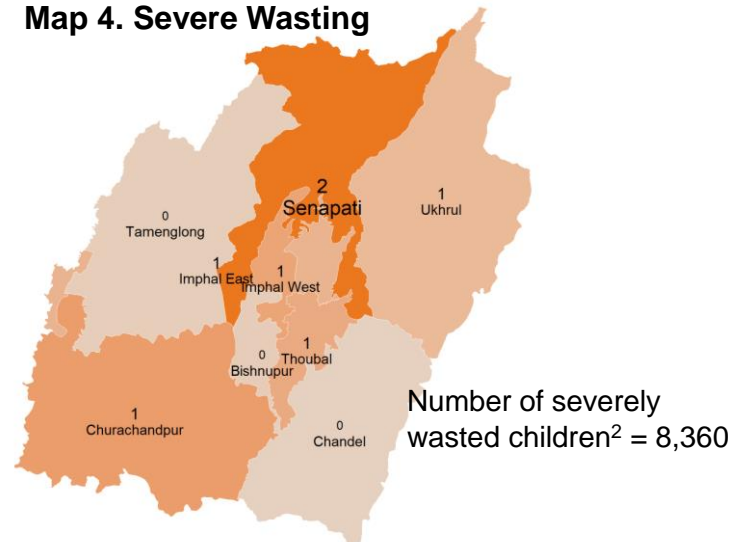 Map 4. Severe Wasting
2
Senapati
1
Ukhrul
0
Tamenglong
1
Imphal East
1
Imphal West
1
Thoubal
0
Bishnupur
1
Churachandpur
0
Chandel
Number of severely
wasted children² = 8,360